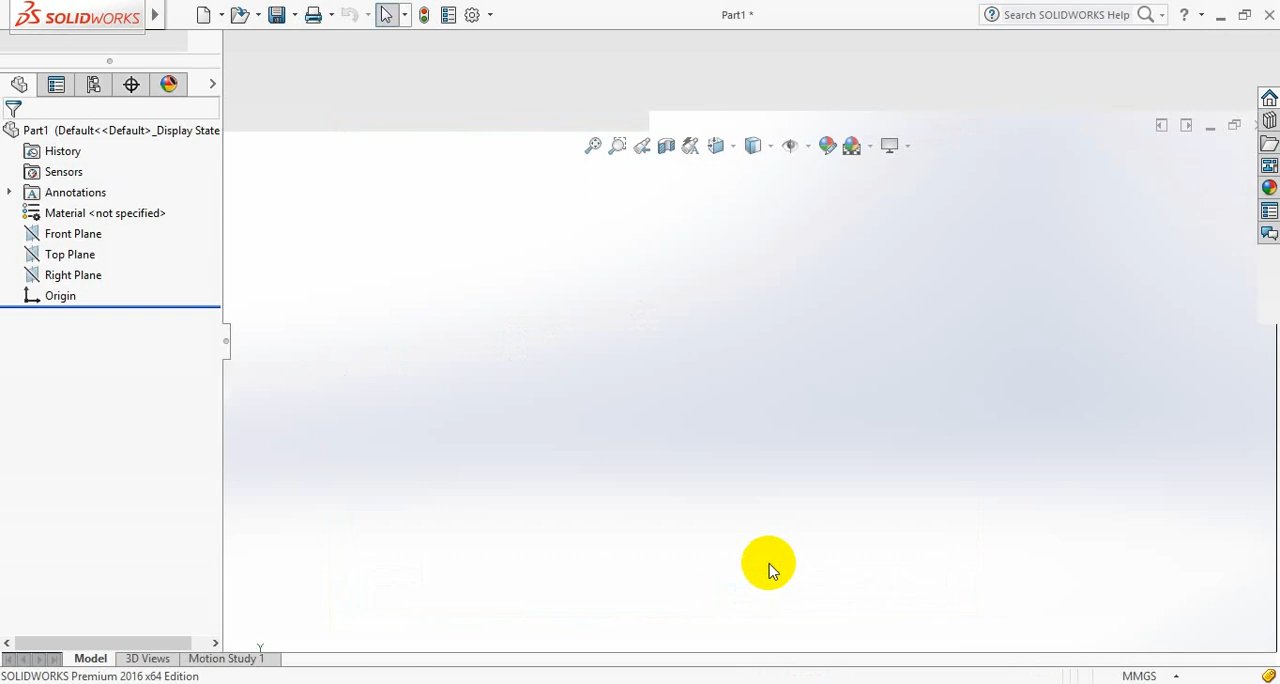 SOLIDWORKS
Part1 *
Search SOLIDWORKS Help
Part1 (Default<<Default>_Display State
History
Sensors
Annotations
Material <not specified>
Front Plane
Top Plane
Right Plane
Origin
Y
Model
3D Views
Motion Study 1
SOLIDWORKS Premium 2016 x64 Edition
MMGS